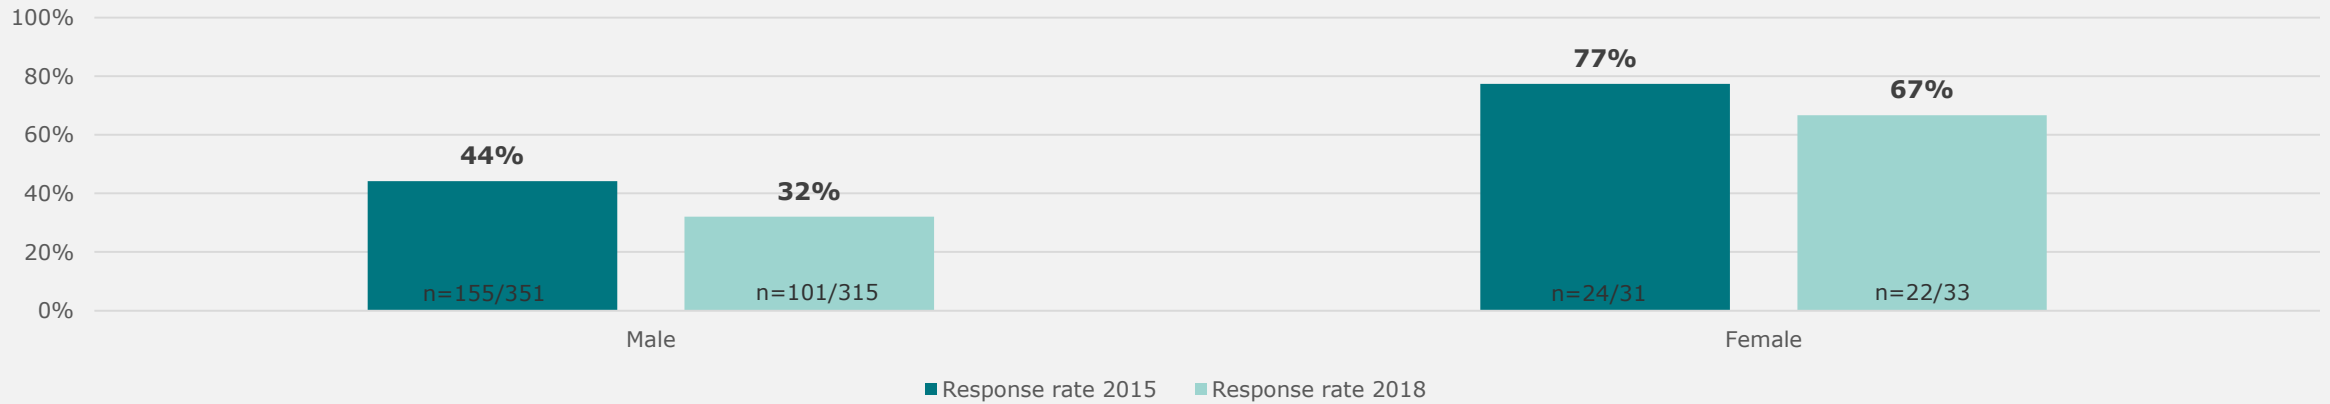 100%
80%
60%
40%
20%
0%
44%
32%
77%
67%
n=155/351
n=101/315
n=24/31
n=22/33
Male
Female
Response rate 2015
Response rate 2018